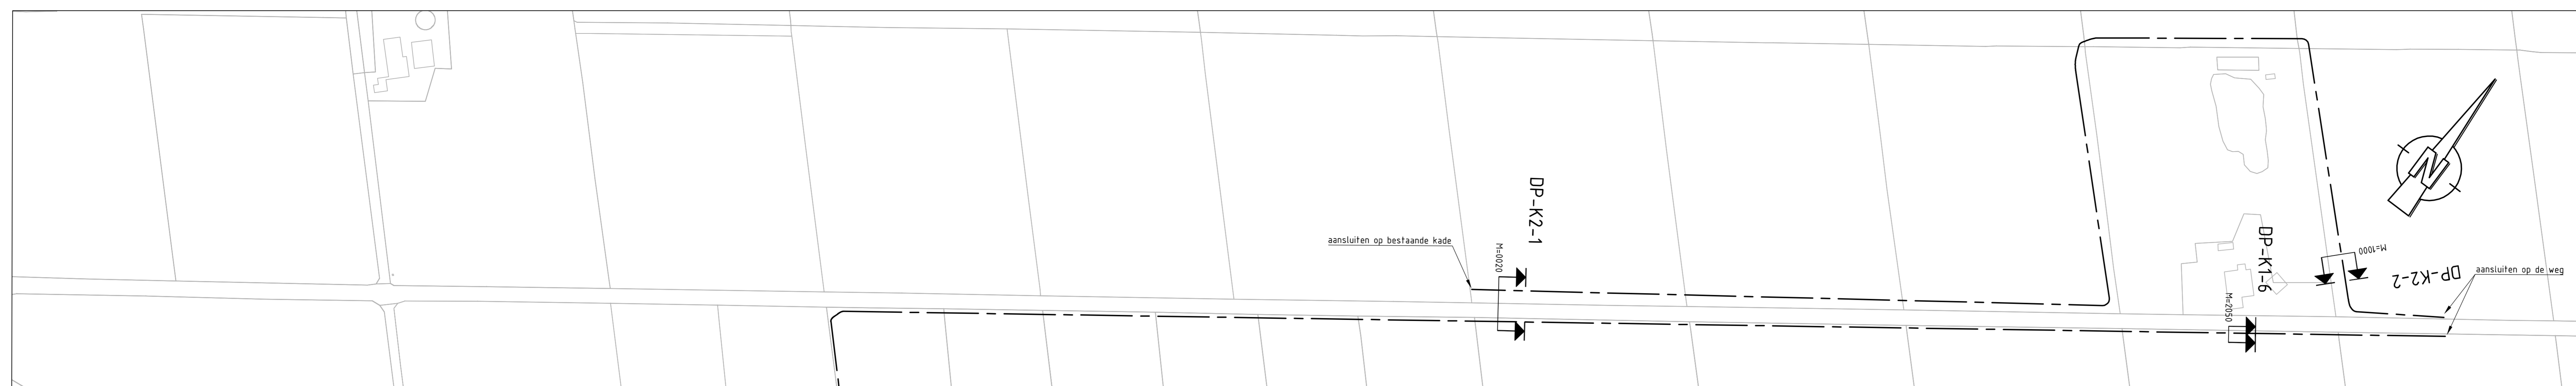 DP-K2-1
aansluiten op bestaande kade
M=0020
DP-K1-6
M=2050
M=1000
DP-K2-2
aansluiten op de weg
N